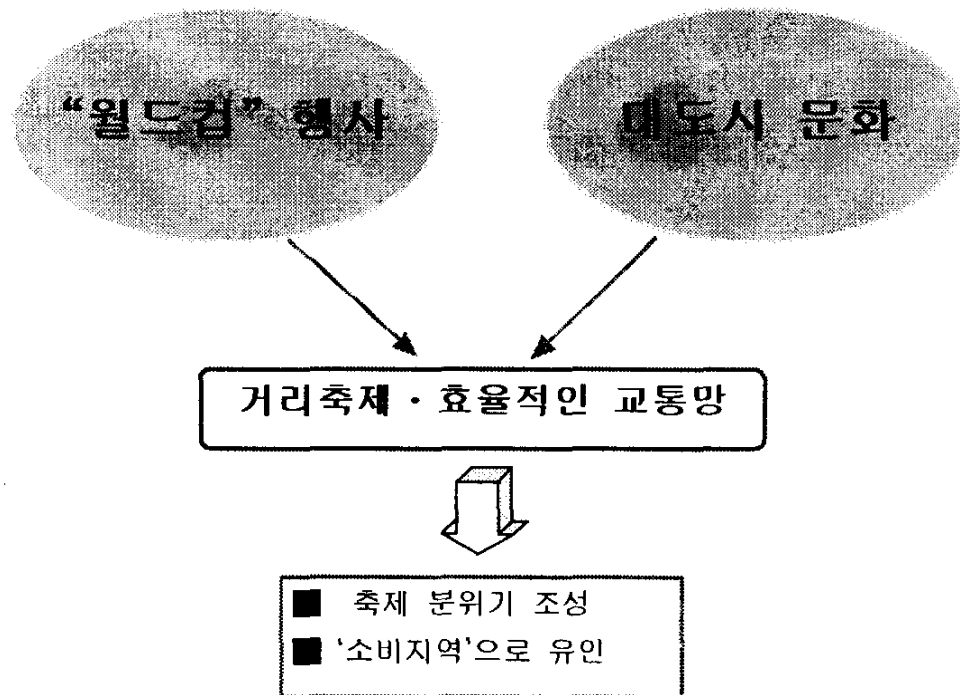 “월드컵” 행사
대도시 문화
거리축제·효율적인 교통망
■ 축제 분위기 조성
■ '소비지역'으로 유인